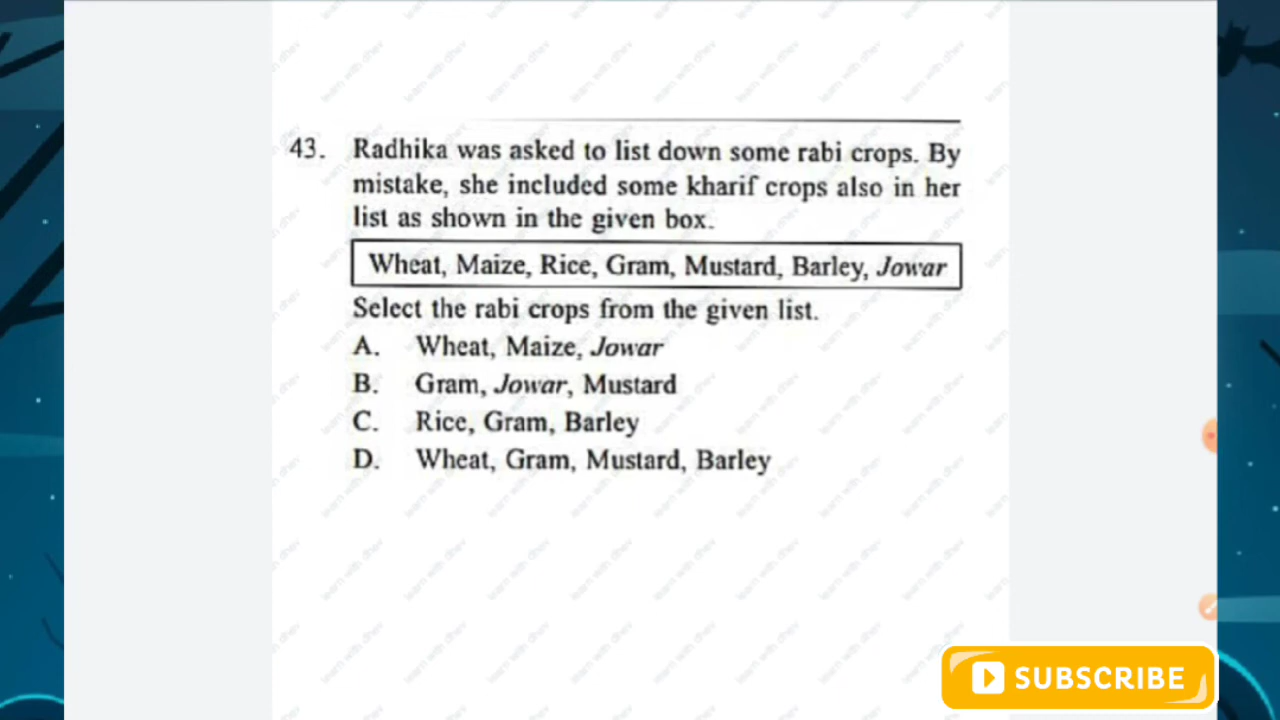 43. Radhika was asked to list down some rabi crops. By
mistake, she included some kharif crops also in her
list as shown in the given box.
Wheat, Maize, Rice, Gram, Mustard, Barley, Jowar
Select the rabi crops from the given list.
A. Wheat, Maize, Jowar
B. Gram, Jowar, Mustard
C. Rice, Gram, Barley
D. Wheat, Gram, Mustard, Barley
SUBSCRIBE